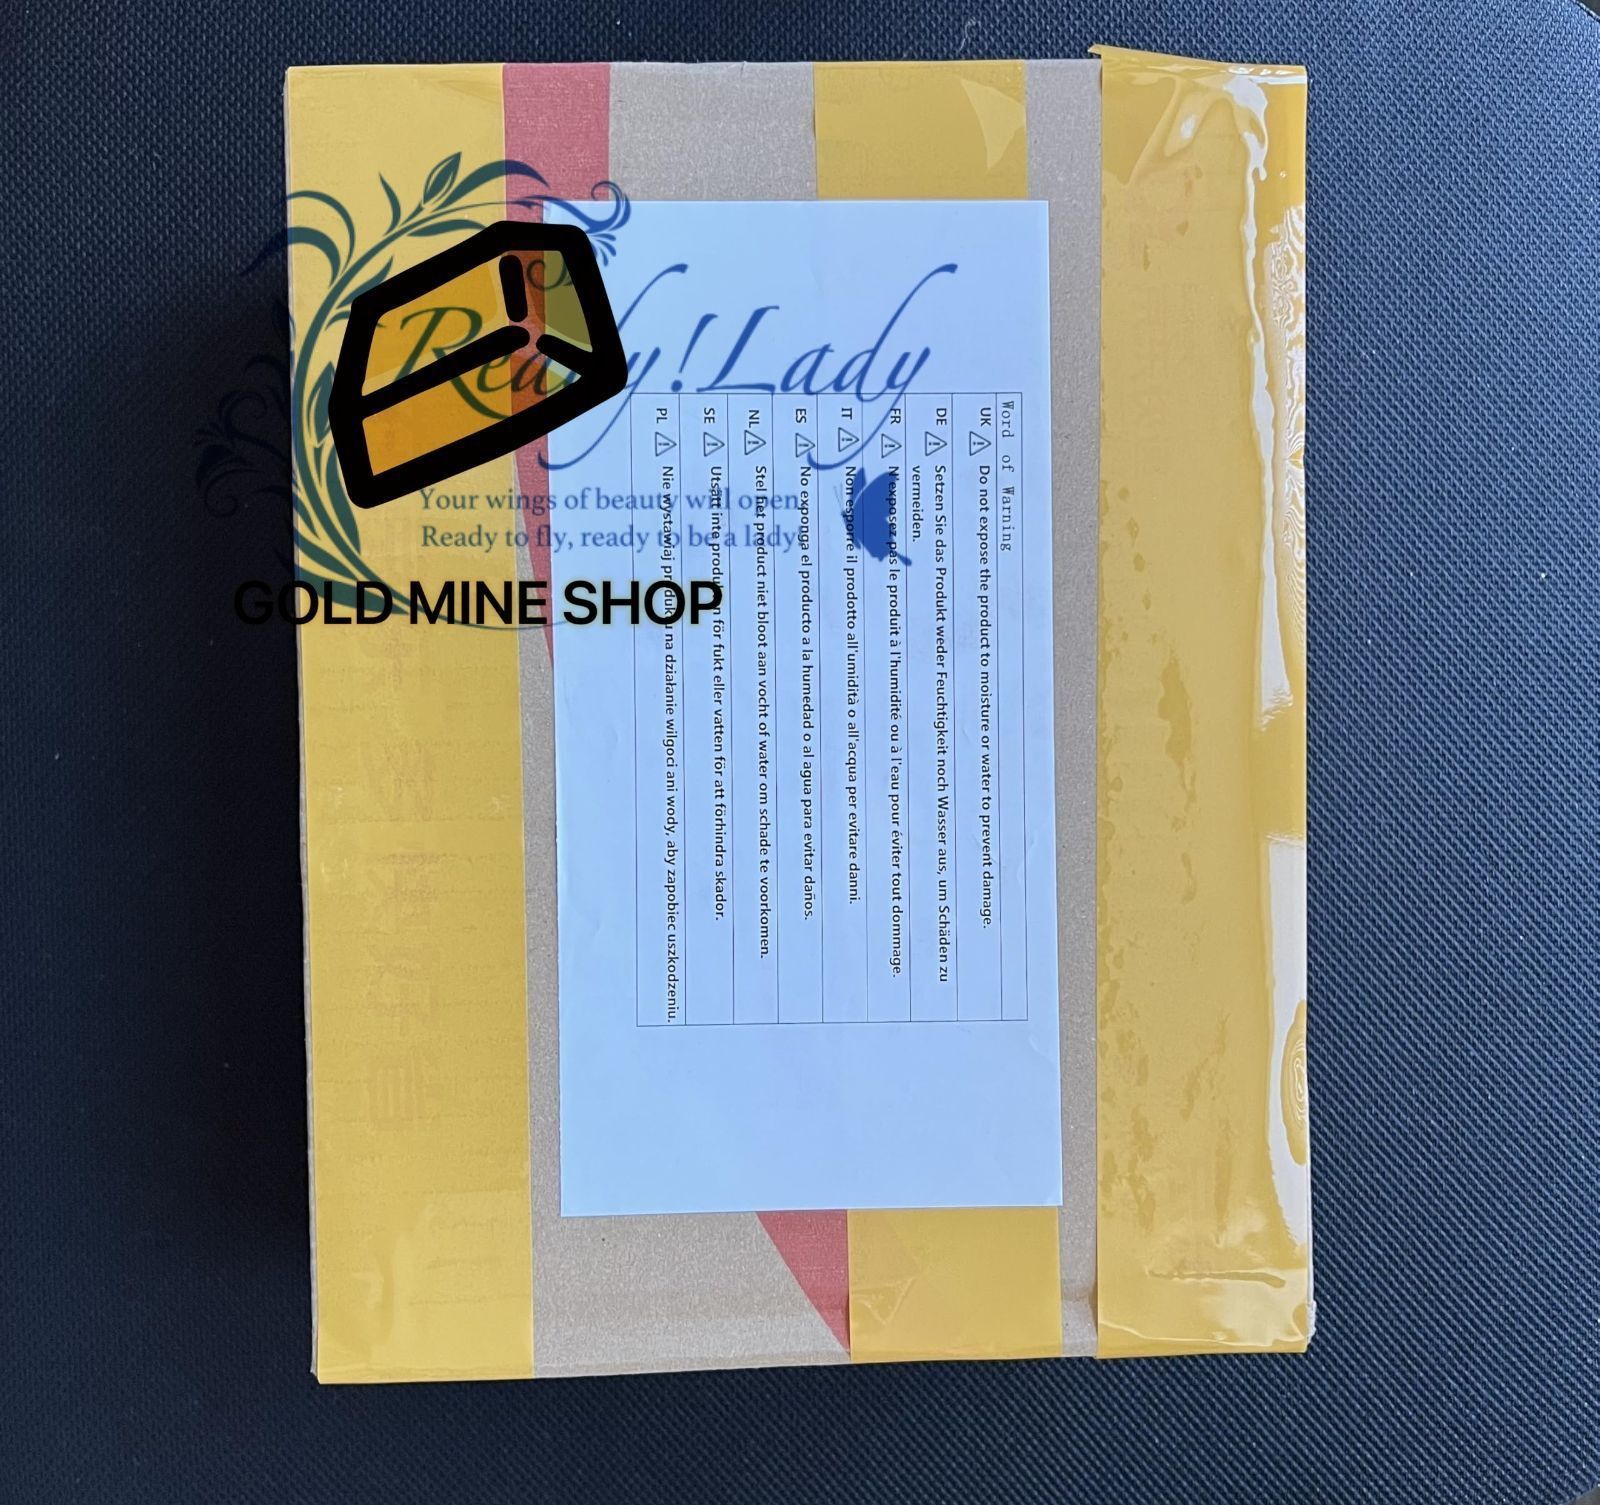 Ready!Lady
Your wings of beauty will open.
Ready to fly, ready to be a lady!
GOLD MINE SHOP
Word of Warning
UK ⚠ Do not expose the product to moisture or water to prevent damage.
DE ⚠ Setzen Sie das Produkt weder Feuchtigkeit noch Wasser aus, um Schäden zu
vermeiden.
FR ⚠ N'exposez pas le produit à l'humidité ou à l'eau pour éviter tout dommage.
IT ⚠ Non esporre il prodotto all'umidità o all'acqua per evitare danni.
ES ⚠ No exponga el producto a la humedad o al agua para evitar daños.
NL ⚠ Stel het product niet bloot aan vocht of water om schade te voorkomen.
SE ⚠ Utsätt inte produkten för fukt eller vatten för att förhindra skador.
PL ⚠ Nie wystawiaj produktu na działanie wilgoci ani wody, aby zapobiec uszkodzeniu.